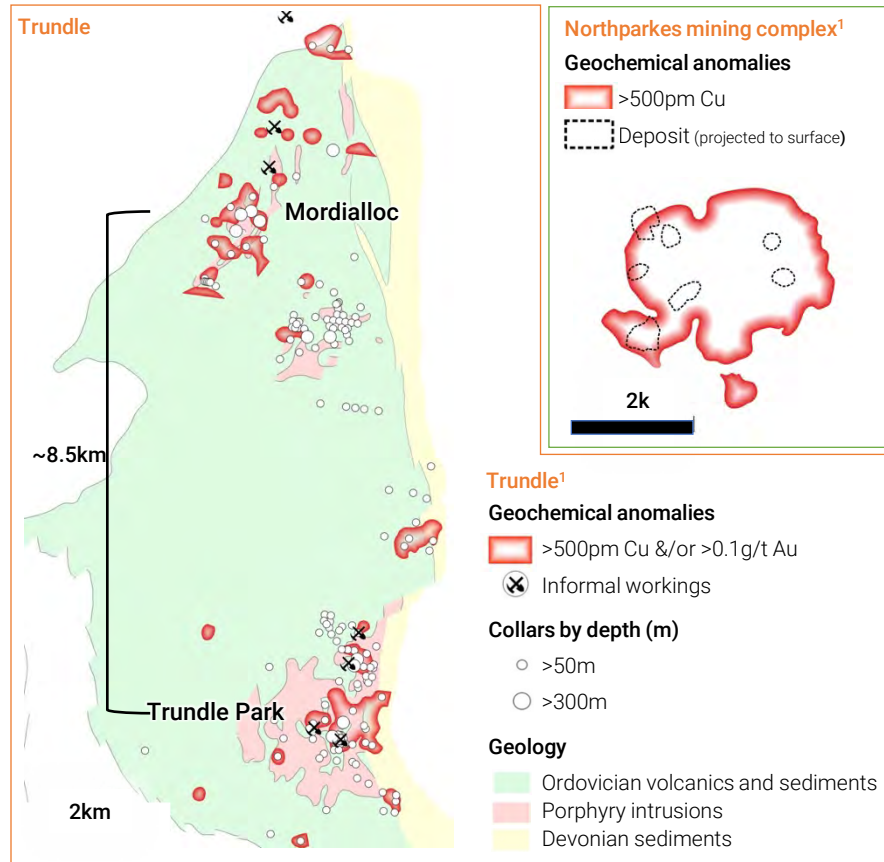 Trundle
Mordialloc
~8.5km
Trundle Park
2km
Northparkes mining complex¹
Geochemical anomalies
>500pm Cu
Deposit (projected to surface)
2k
Trundle¹
Geochemical anomalies
>500pm Cu &/or >0.1g/t Au
Informal workings
Collars by depth (m)
>50m
>300m
Geology
Ordovician volcanics and sediments
Porphyry intrusions
Devonian sediments